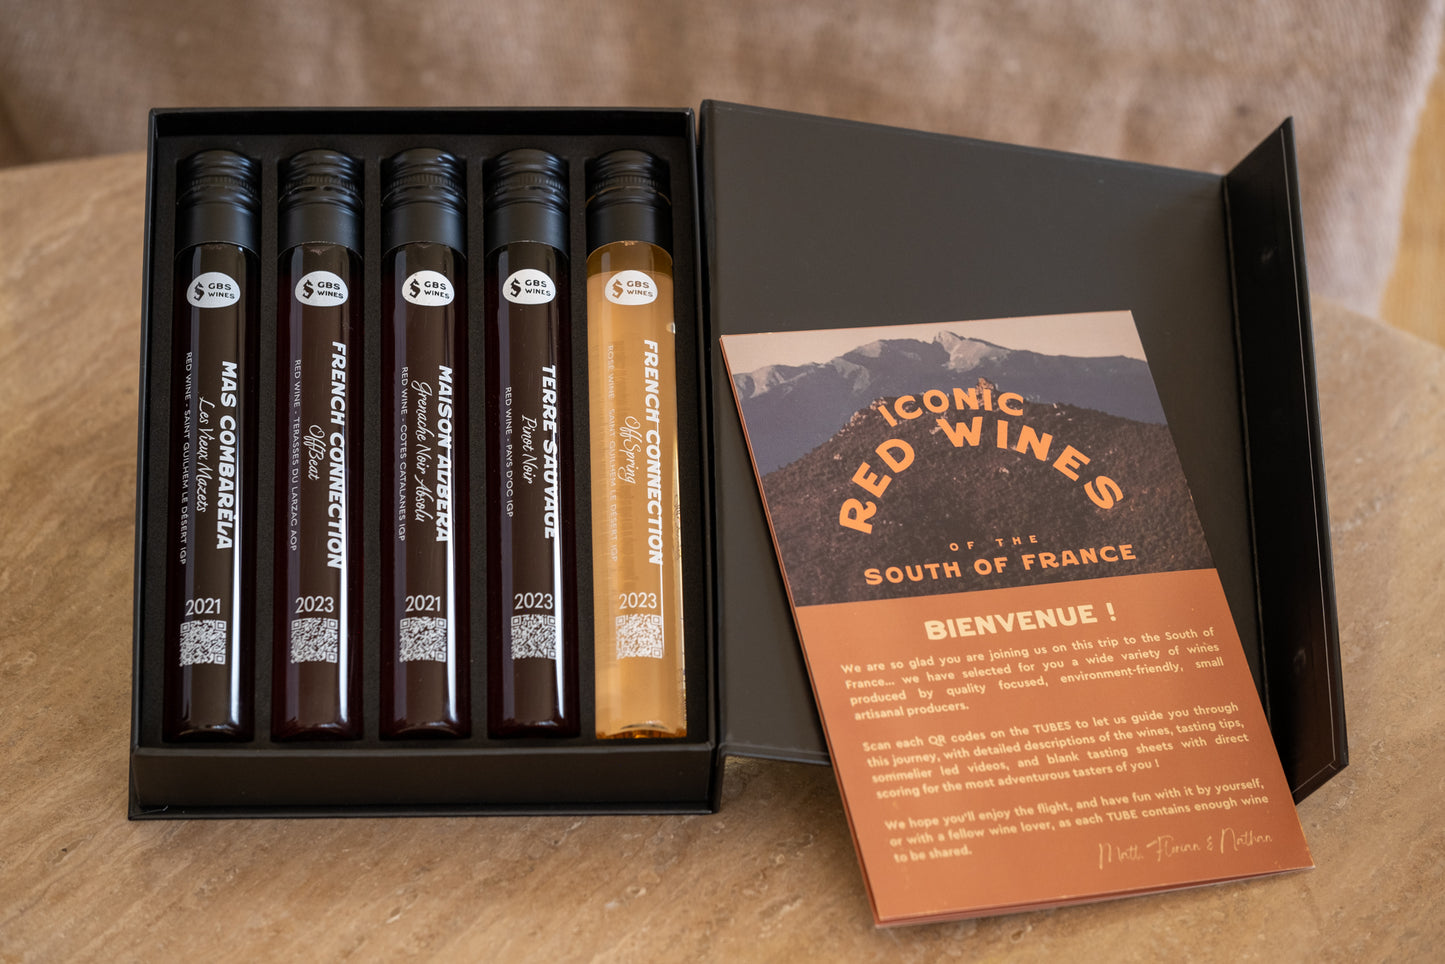 GBS
WINES
MAS COMBARÈLA
Les Vieux Mazets
RED WINE - SAINT GUILHEM LE DÉSERT IGP
2021
GBS
WINES
FRENCH CONNECTION
OffBeat
RED WINE - TERASSES DU LARZAC AOP
2023
GBS
WINES
MAISON ALBERA
Grenache Noir Absolu
RED WINE - COTES CATALANES IGP
2021
GBS
WINES
TERRE SAUVAGE
Pinot Noir
RED WINE - PAYS D'OC IGP
2023
GBS
WINES
FRENCH CONNECTION
OffSpring
ROSE WINE - SAINT GUILHEM LE DESERT IGP
2023
ICONIC
RED WINES
OF THE
SOUTH OF FRANCE
BIENVENUE !
We are so glad you are joining us on this trip to the South of
France... we have selected for you a wide variety of wines
produced by quality focused, environment-friendly, small
artisanal producers.
Scan each QR codes on the TUBES to let us guide you through
this journey, with detailed descriptions of the wines, tasting tips,
sommelier led videos, and blank tasting sheets with direct
scoring for the most adventurous tasters of you !
We hope you'll enjoy the flight, and have fun with it by yourself,
or with a fellow wine lover, as each TUBE contains enough wine
to be shared.
Matt, Florian & Nathan